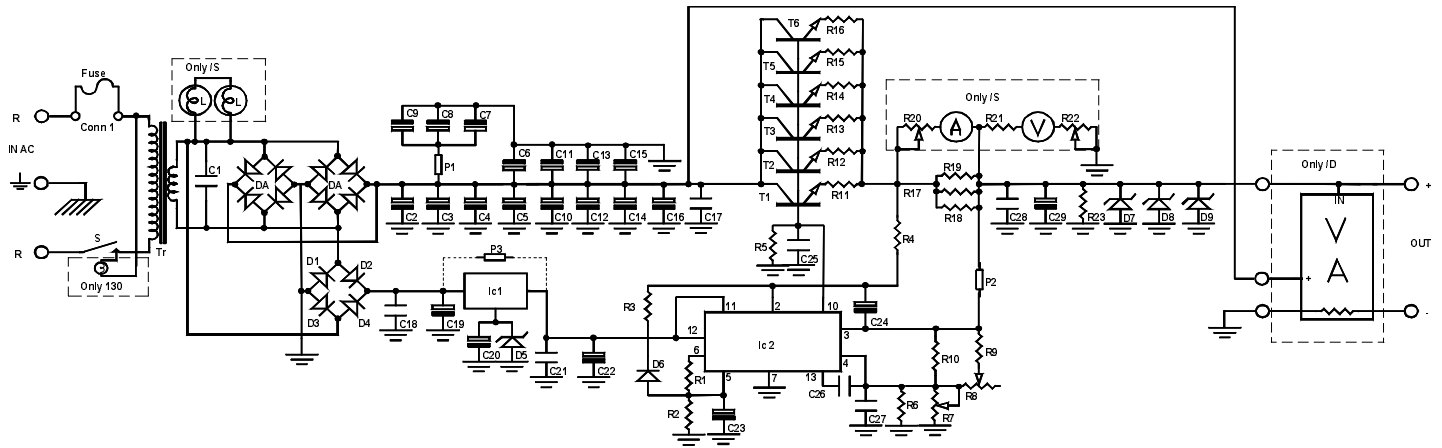 T6
R16
Fuse
Only /S
T5
R15
L
L
C9
C8
C7
T4
R14
Only/S
R
Conn 1
T3
R13
R20
A
R21
V
R22
IN AC
C1
DA
DA
P1
C6
C11
C13
C15
T2
R12
R19
Only /D
T1
R11
R17
IN
+
C2
C3
C4
C5
C10
C12
C14
C16
C17
R18
C28
C29
R23
D7
D8
D9
V
S
R
Tr
R5
C25
R4
OUT
Only 130
D1
D2
P3
Ic1
R3
P2
+
A
D3
D4
C18
C19
11
2
10
C24
-
C20
D5
C21
C22
12
3
Ic2
D6
6
4
R10
R9
R1
5
7
13
C26
R8
R2
C23
C27
R6
R7